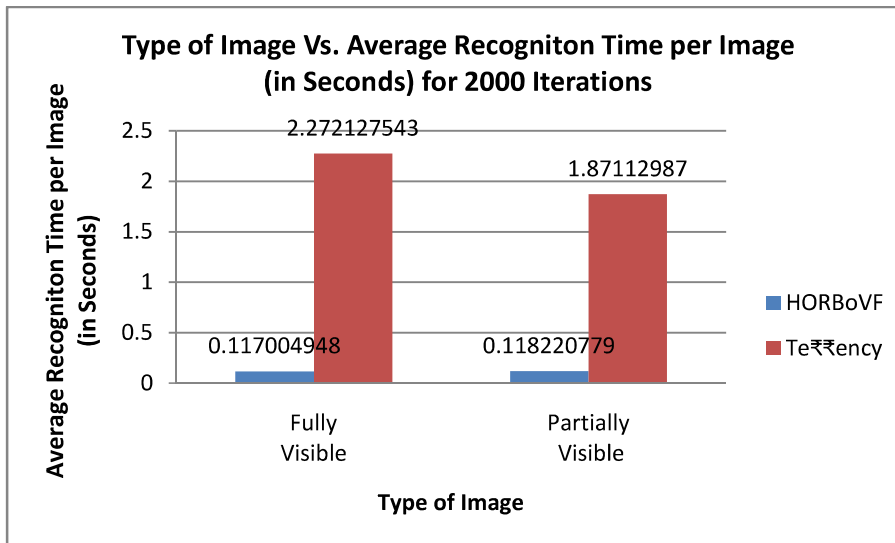 Type of Image Vs. Average Recogniton Time per Image
(in Seconds) for 2000 Iterations
Average Recogniton Time per Image
(in Seconds)
2.5
2
1.5
1
0.5
0
2.272127543
1.87112987
0.117004948
0.118220779
Fully
Visible
Partially
Visible
Type of Image
HORBoVF
Te₹₹ency